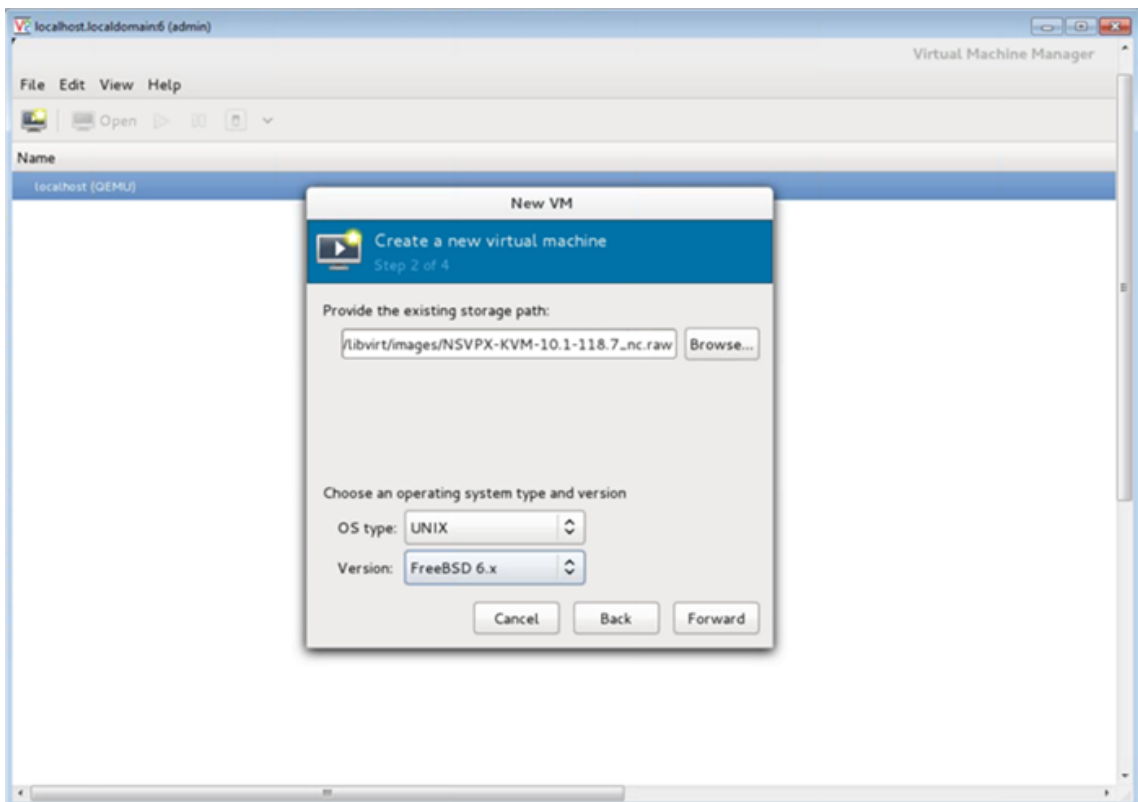 localhost.localdomain:6 (admin)
Virtual Machine Manager
File Edit View Help
Open
Name
localhost (QEMU)
New VM
Create a new virtual machine
Step 2 of 4
Provide the existing storage path:
/libvirt/images/NSVPX-KVM-10.1-118.7_nc.raw Browse...
Choose an operating system type and version
OS type: UNIX
Version: FreeBSD 6.x
Cancel Back Forward